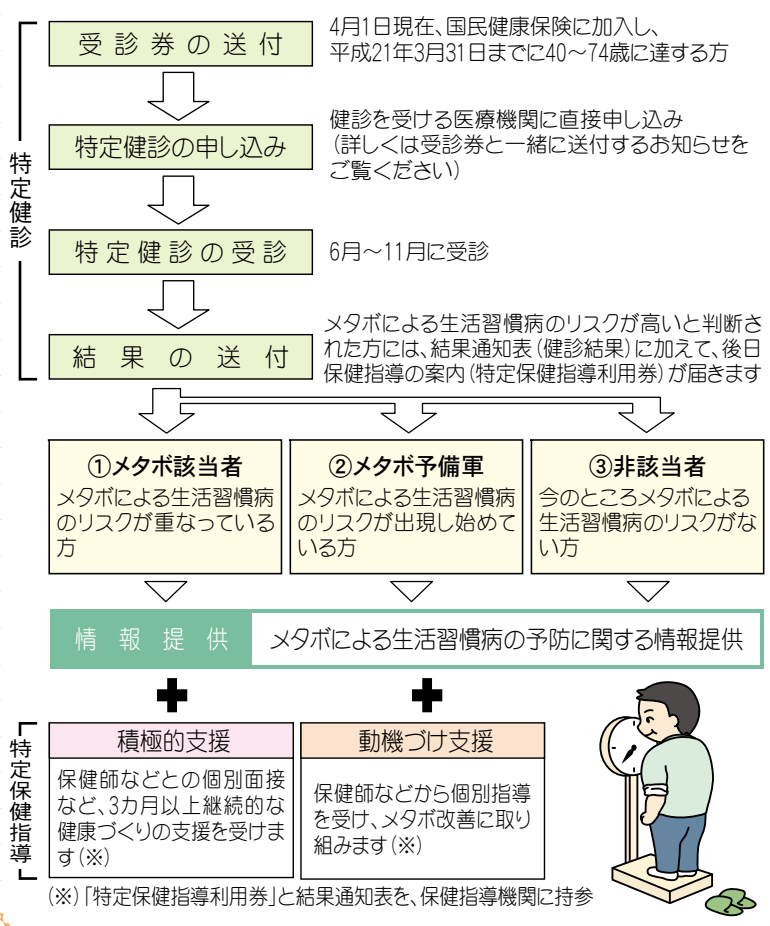 特定健診
受診券の送付
4月1日現在、国民健康保険に加入し、
平成21年3月31日までに40～74歳に達する方
特定健診の申し込み
健診を受ける医療機関に直接申し込み
(詳しくは受診券と一緒に送付するお知らせを
ご覧ください)
特定健診の受診
6月～11月に受診
結果の送付
メタボによる生活習慣病のリスクが高いと判断さ
れた方には、結果通知表(健診結果)に加えて、後日
保健指導の案内(特定保健指導利用券)が届きます
①メタボ該当者
メタボによる生活習慣病
のリスクが重なっている
方
②メタボ予備軍
メタボによる生活習慣病
のリスクが出現し始めて
いる方
③非該当者
今のところメタボによる
生活習慣病のリスクがな
い方
情報提供
メタボによる生活習慣病の予防に関する情報提供
特定保健指導
積極的支援
保健師などとの個別面接
など、3カ月以上継続的な
健康づくりの支援を受けま
す(※)
動機づけ支援
保健師などから個別指導
を受け、メタボ改善に取り
組みます(※)
(※)「特定保健指導利用券」と結果通知表を、保健指導機関に持参